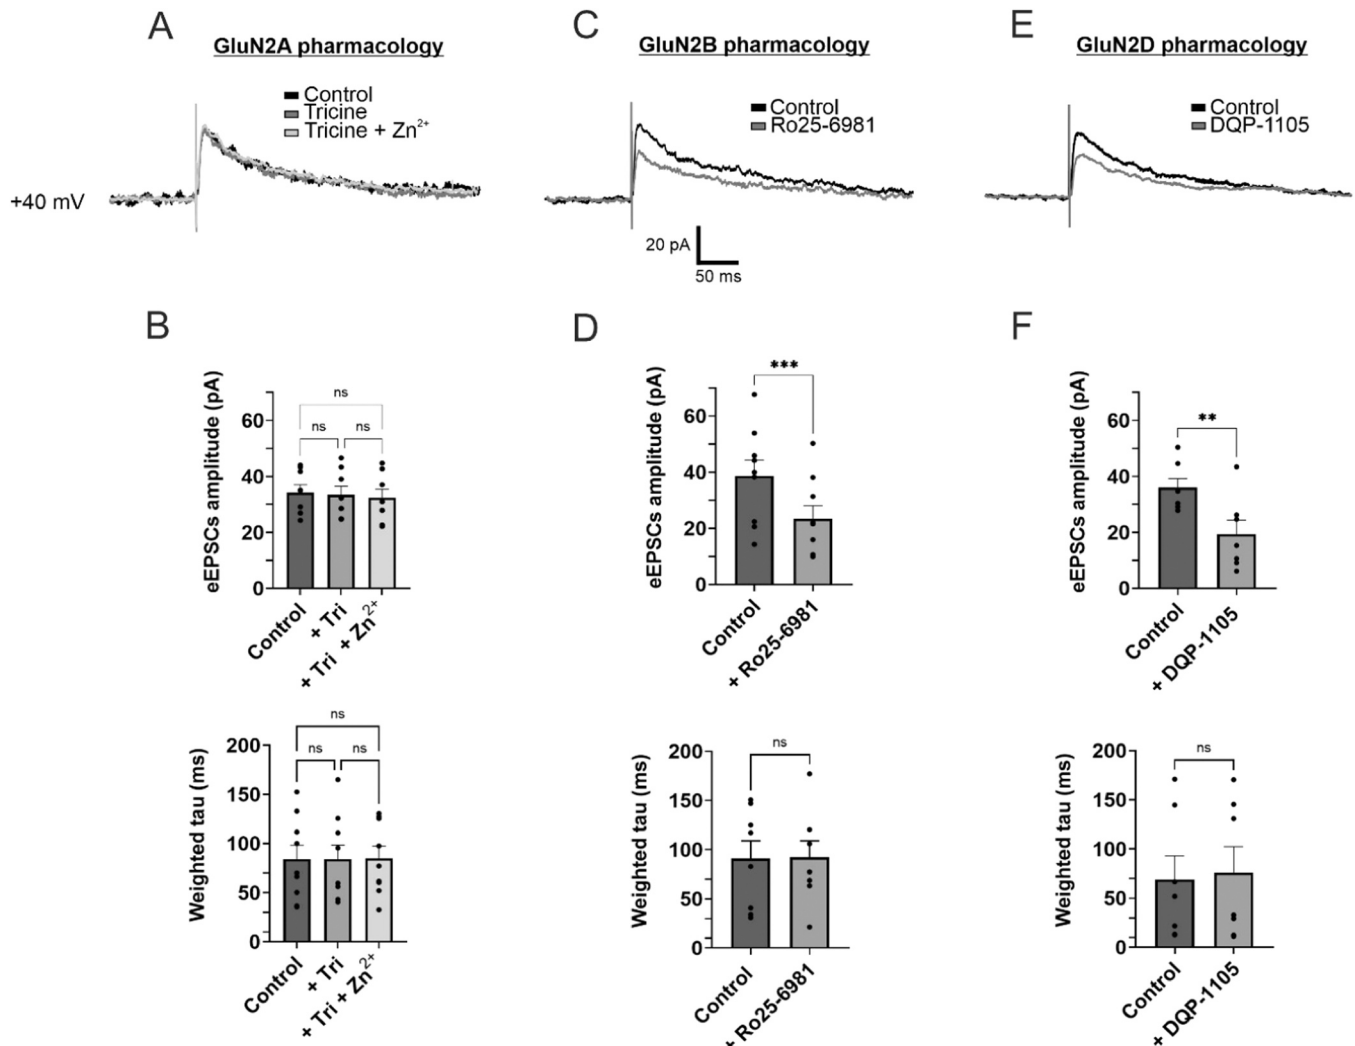 A
GluN2A pharmacology
Control
Tricine
Tricine + Zn²⁺
+40 mV
C
GluN2B pharmacology
Control
Ro25-6981
20 pA
50 ms
E
GluN2D pharmacology
Control
DQP-1105
B
eEPSCs amplitude (pA)
60
40
20
0
ns
ns
ns
Control
+ Tri
+ Tri + Zn²⁺
Weighted tau (ms)
200
150
100
50
0
ns
ns
ns
Control
+ Tri
+ Tri + Zn²⁺
D
eEPSCs amplitude (pA)
60
40
20
0
***
Control
+ Ro25-6981
Weighted tau (ms)
200
150
100
50
0
ns
Control
+ Ro25-6981
F
eEPSCs amplitude (pA)
60
40
20
0
**
Control
+ DQP-1105
Weighted tau (ms)
200
150
100
50
0
ns
Control
+ DQP-1105